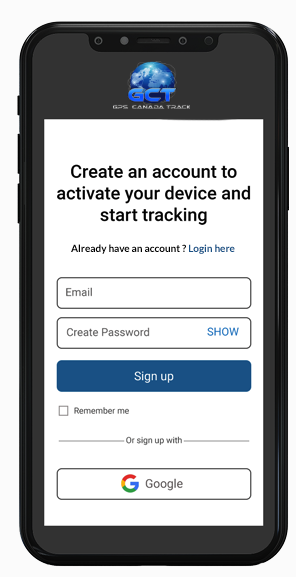 GCT
GPS CANADA TRACK
Create an account to
activate your device and
start tracking
Already have an account ? Login here
Email
Create Password SHOW
Sign up
Remember me
Or sign up with
Google